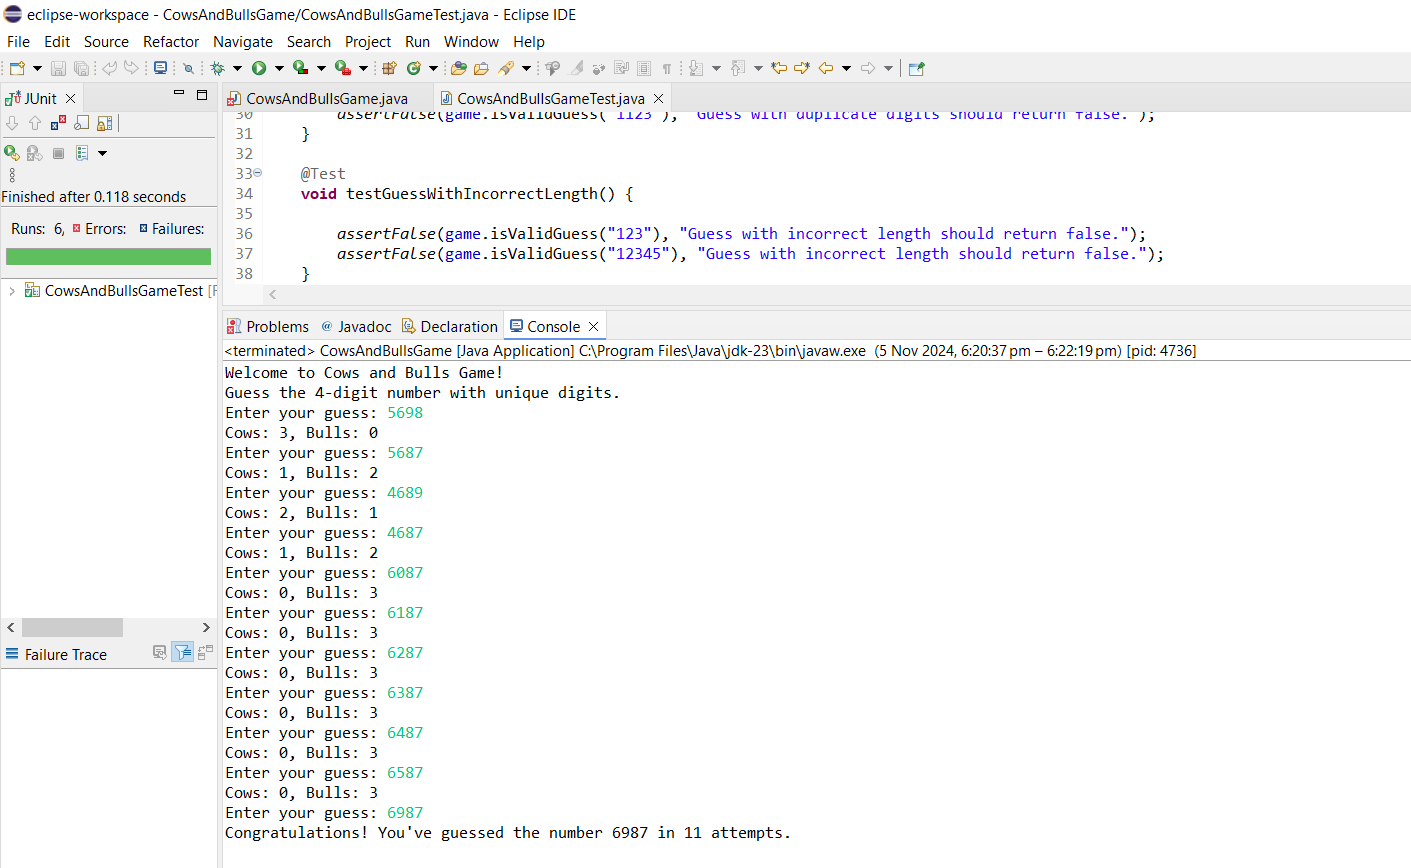 eclipse-workspace - CowsAndBullsGame/CowsAndBullsGameTest.java - Eclipse IDE
File Edit Source Refactor Navigate Search Project Run Window Help
JUnit
Finished after 0.118 seconds
Runs: 6, Errors: Failures:
CowsAndBullsGameTest [
Failure Trace
CowsAndBullsGame.java CowsAndBullsGameTest.java
30 assertFalse(game.isValidGuess("1123"), "Guess with duplicate digits should return false.");
31 }
32
33 @Test
34 void testGuessWithIncorrectLength() {
35
36 assertFalse(game.isValidGuess("123"), "Guess with incorrect length should return false.");
37 assertFalse(game.isValidGuess("12345"), "Guess with incorrect length should return false.");
38 }
Problems @ Javadoc Declaration Console
<terminated> CowsAndBullsGame [Java Application] C:\Program Files\Java\jdk-23\bin\javaw.exe (5 Nov 2024, 6:20:37 pm – 6:22:19 pm) [pid: 4736]
Welcome to Cows and Bulls Game!
Guess the 4-digit number with unique digits.
Enter your guess: 5698
Cows: 3, Bulls: 0
Enter your guess: 5687
Cows: 1, Bulls: 2
Enter your guess: 4689
Cows: 2, Bulls: 1
Enter your guess: 4687
Cows: 1, Bulls: 2
Enter your guess: 6087
Cows: 0, Bulls: 3
Enter your guess: 6187
Cows: 0, Bulls: 3
Enter your guess: 6287
Cows: 0, Bulls: 3
Enter your guess: 6387
Cows: 0, Bulls: 3
Enter your guess: 6487
Cows: 0, Bulls: 3
Enter your guess: 6587
Cows: 0, Bulls: 3
Enter your guess: 6987
Congratulations! You've guessed the number 6987 in 11 attempts.